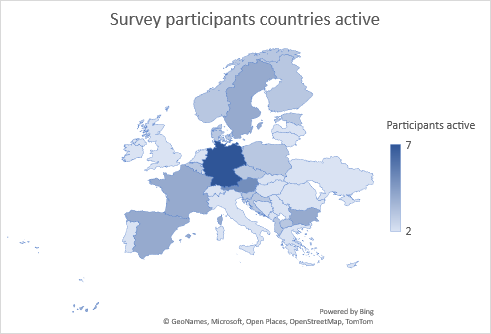 Survey participants countries active
Participants active
7
2
Powered by Bing
© GeoNames, Microsoft, Open Places, OpenStreetMap, TomTom